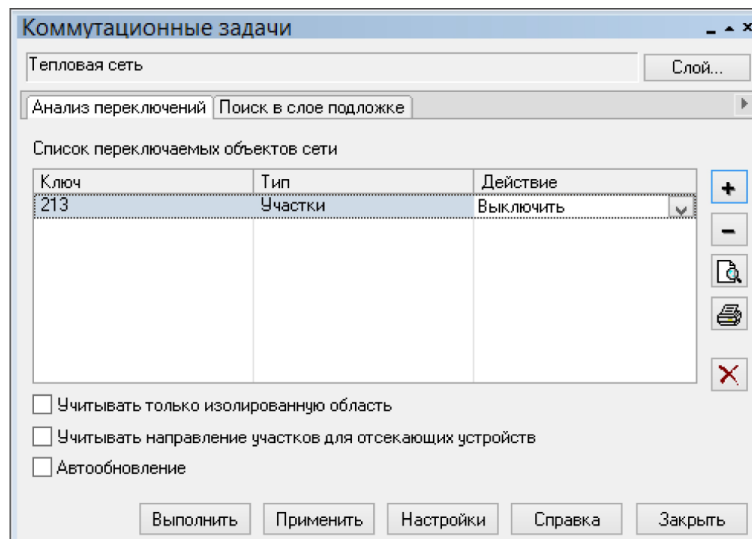 Коммутационные задачи
Тепловая сеть
Слой...
Анализ переключений Поиск в слое подложке
Список переключаемых объектов сети
Ключ Тип Действие
213 Участки Выключить
Учитывать только изолированную область
Учитывать направление участков для отсекающих устройств
Автообновление
Выполнить Применить Настройки Справка Закрыть